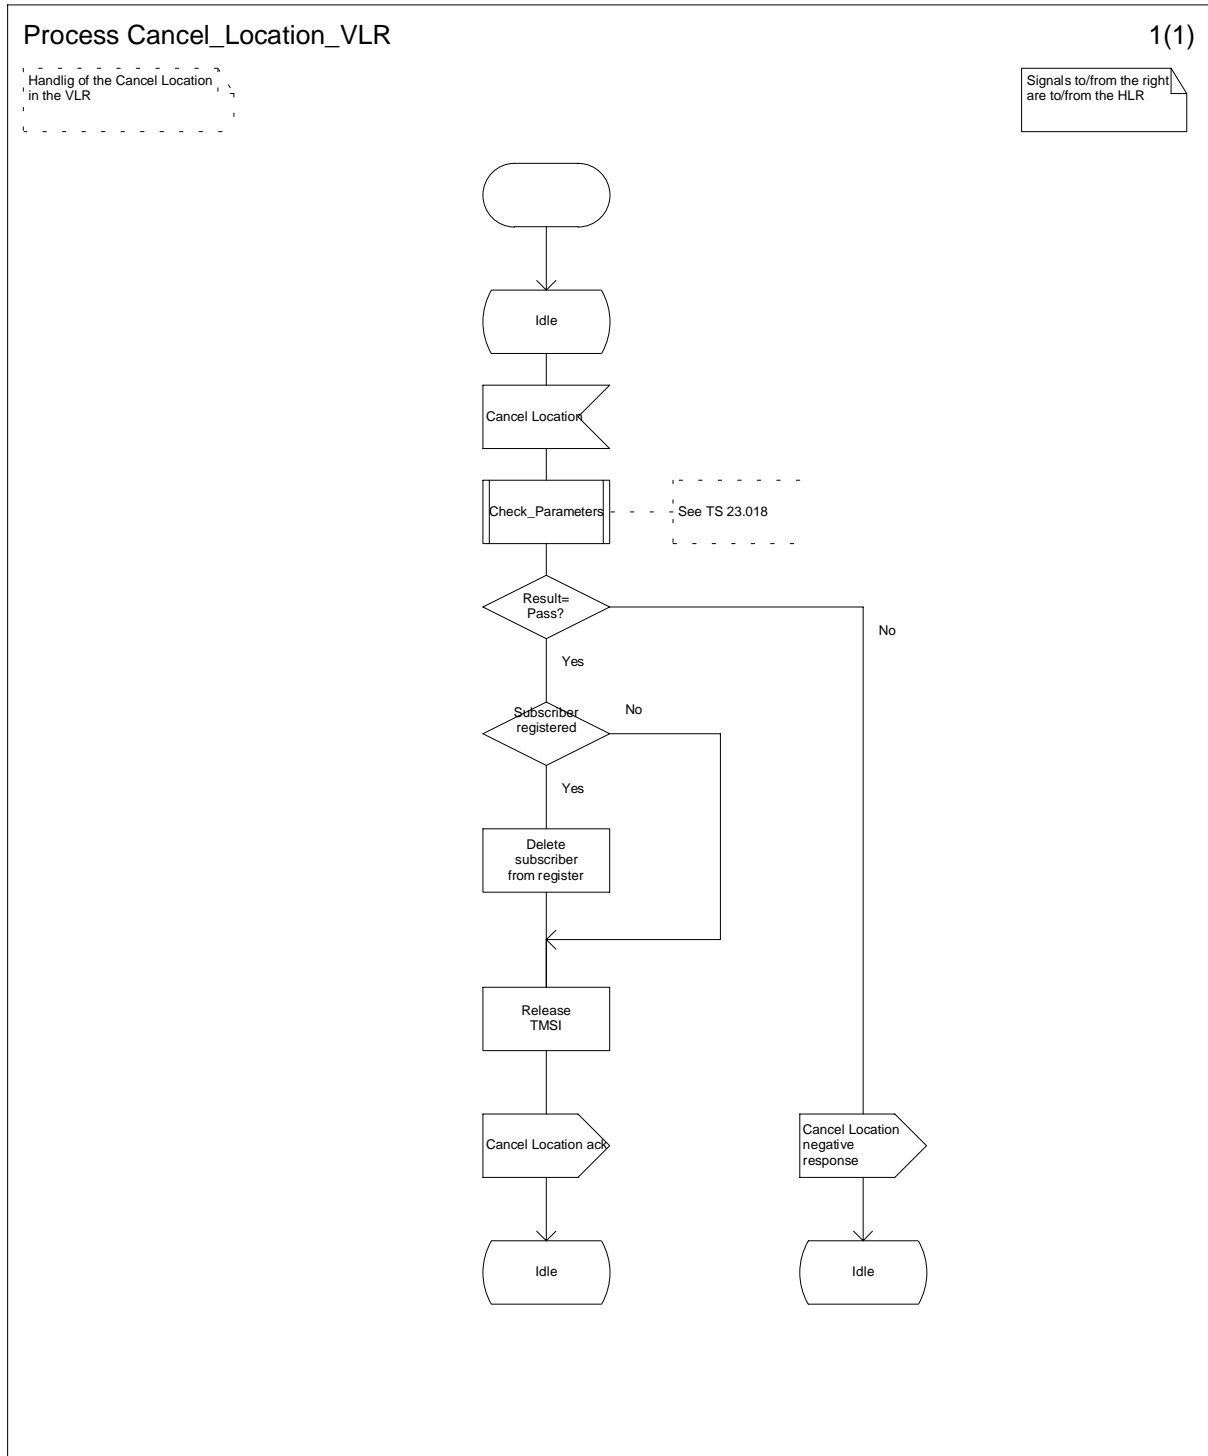 Process Cancel_Location_VLR
1(1)
Handlig of the Cancel Location
in the VLR
Signals to/from the right
are to/from the HLR
Idle
Cancel Location
Check_Parameters
See TS 23.018
Result=
Pass?
No
Yes
Subscriber
registered
No
Yes
Delete
subscriber
from register
Release
TMSI
Cancel Location ack
Cancel Location
negative
response
Idle
Idle